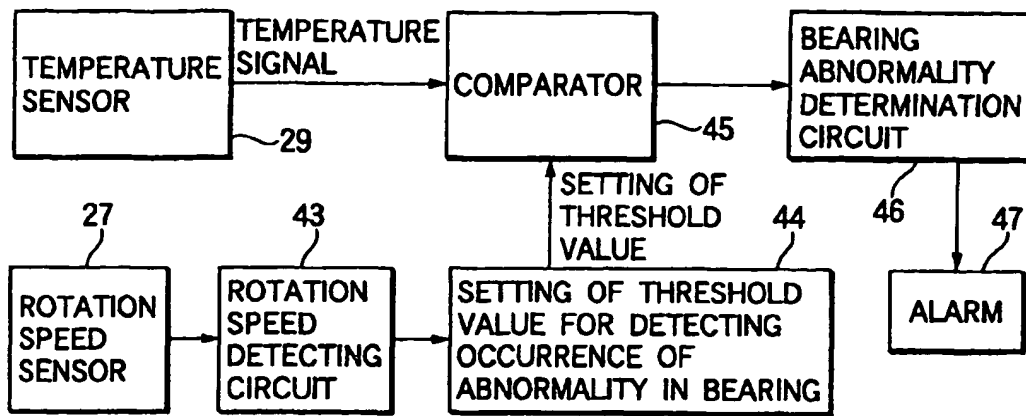 TEMPERATURE
SENSOR
29
TEMPERATURE
SIGNAL
COMPARATOR
45
BEARING
ABNORMALITY
DETERMINATION
CIRCUIT
46
SETTING OF
THRESHOLD
VALUE
27
ROTATION
SPEED
SENSOR
43
ROTATION
SPEED
DETECTING
CIRCUIT
44
SETTING OF THRESHOLD
VALUE FOR DETECTING
OCCURRENCE OF
ABNORMALITY IN BEARING
47
ALARM